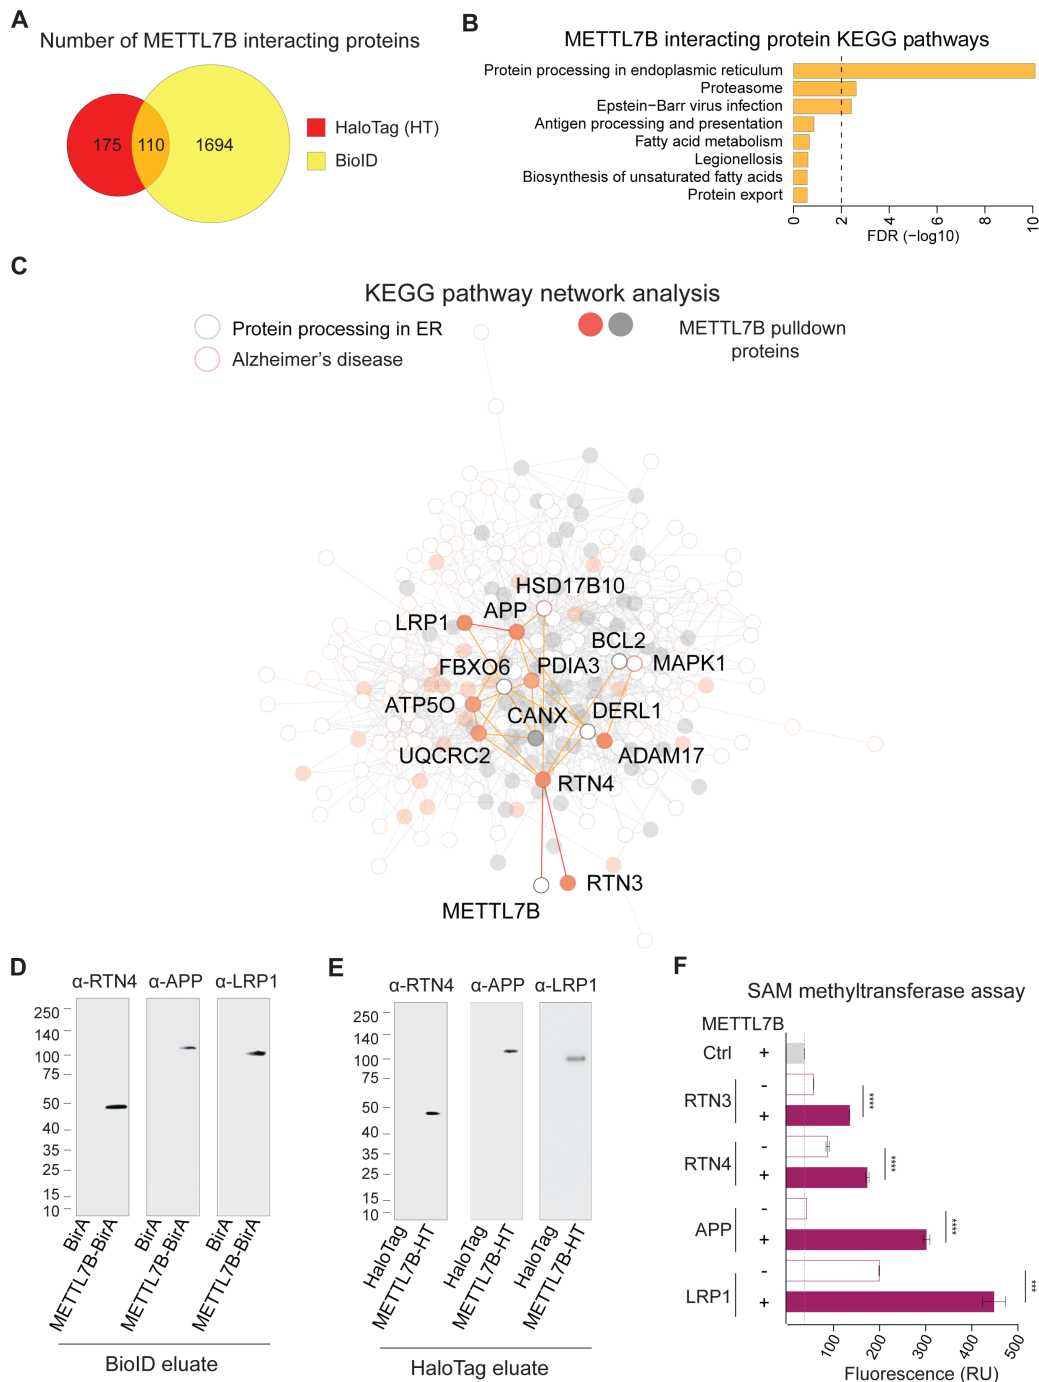 A
Number of METTL7B interacting proteins
175
110
1694
HaloTag (HT)
BioID
B
METTL7B interacting protein KEGG pathways
Protein processing in endoplasmic reticulum
Proteasome
Epstein−Barr virus infection
Antigen processing and presentation
Fatty acid metabolism
Legionellosis
Biosynthesis of unsaturated fatty acids
Protein export
0
2
4
6
8
10
FDR (−log10)
C
KEGG pathway network analysis
Protein processing in ER
Alzheimer's disease
METTL7B pulldown
proteins
HSD17B10
APP
LRP1
BCL2
MAPK1
FBXO6
PDIA3
ATP5O
CANX
DERL1
UQCRC2
ADAM17
RTN4
RTN3
METTL7B
D
α-RTN4
α-APP
α-LRP1
250
140
100
75
50
40
35
25
15
10
BirA
METTL7B-BirA
BirA
METTL7B-BirA
BirA
METTL7B-BirA
BioID eluate
E
α-RTN4
α-APP
α-LRP1
250
140
100
75
50
40
35
25
15
10
HaloTag
METTL7B-HT
HaloTag
METTL7B-HT
HaloTag
METTL7B-HT
HaloTag eluate
F
SAM methyltransferase assay
METTL7B
Ctrl +
RTN3
-
+
****
RTN4
-
+
****
APP
-
+
****
LRP1
-
+
***
100
200
300
400
500
Fluorescence (RU)